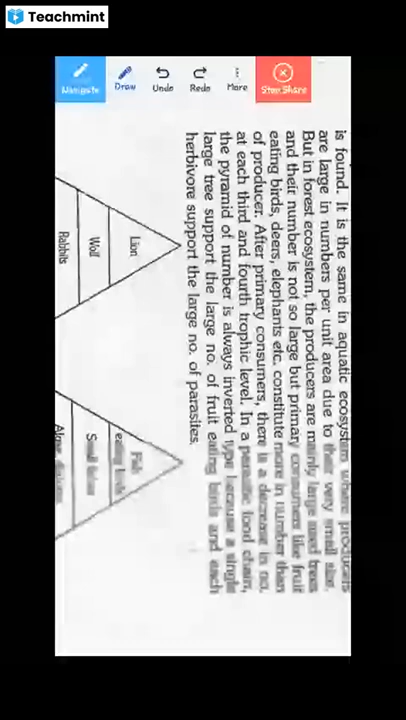 Teachmint
Navigate
Draw
Undo
Redo
More
Stop Share
is found. It is the same in aquatic ecosystem where producers
are large in numbers per unit area due to their very small size.
But in forest ecosystem, the producers are mainly large sized trees
and their number is not so large but primary consumers like fruit
eating birds, deers, elephants etc. constitute more in number than
of producer. After primary consumers, there is a decrease in no.
at each third and fourth trophic level. In a parasitic food chain,
the pyramid of number is always inverted type because a single
large tree support the large no. of fruit eating birds and each
herbivore support the large no. of parasites.
Lion
Wolf
Rabbits
Fish
eating birds
Small fishes
Algae,